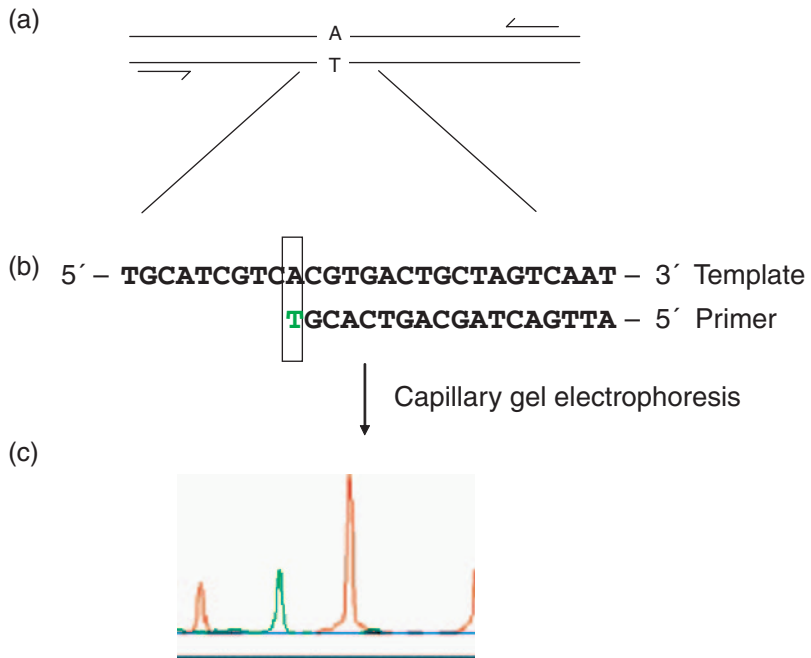 (a)
A
T
(b) 5´ – TGCATCGTCACGTGACTGCTAGTCAAT – 3´ Template
TGCACTGACGATCAGTTA – 5´ Primer
Capillary gel electrophoresis
(c)